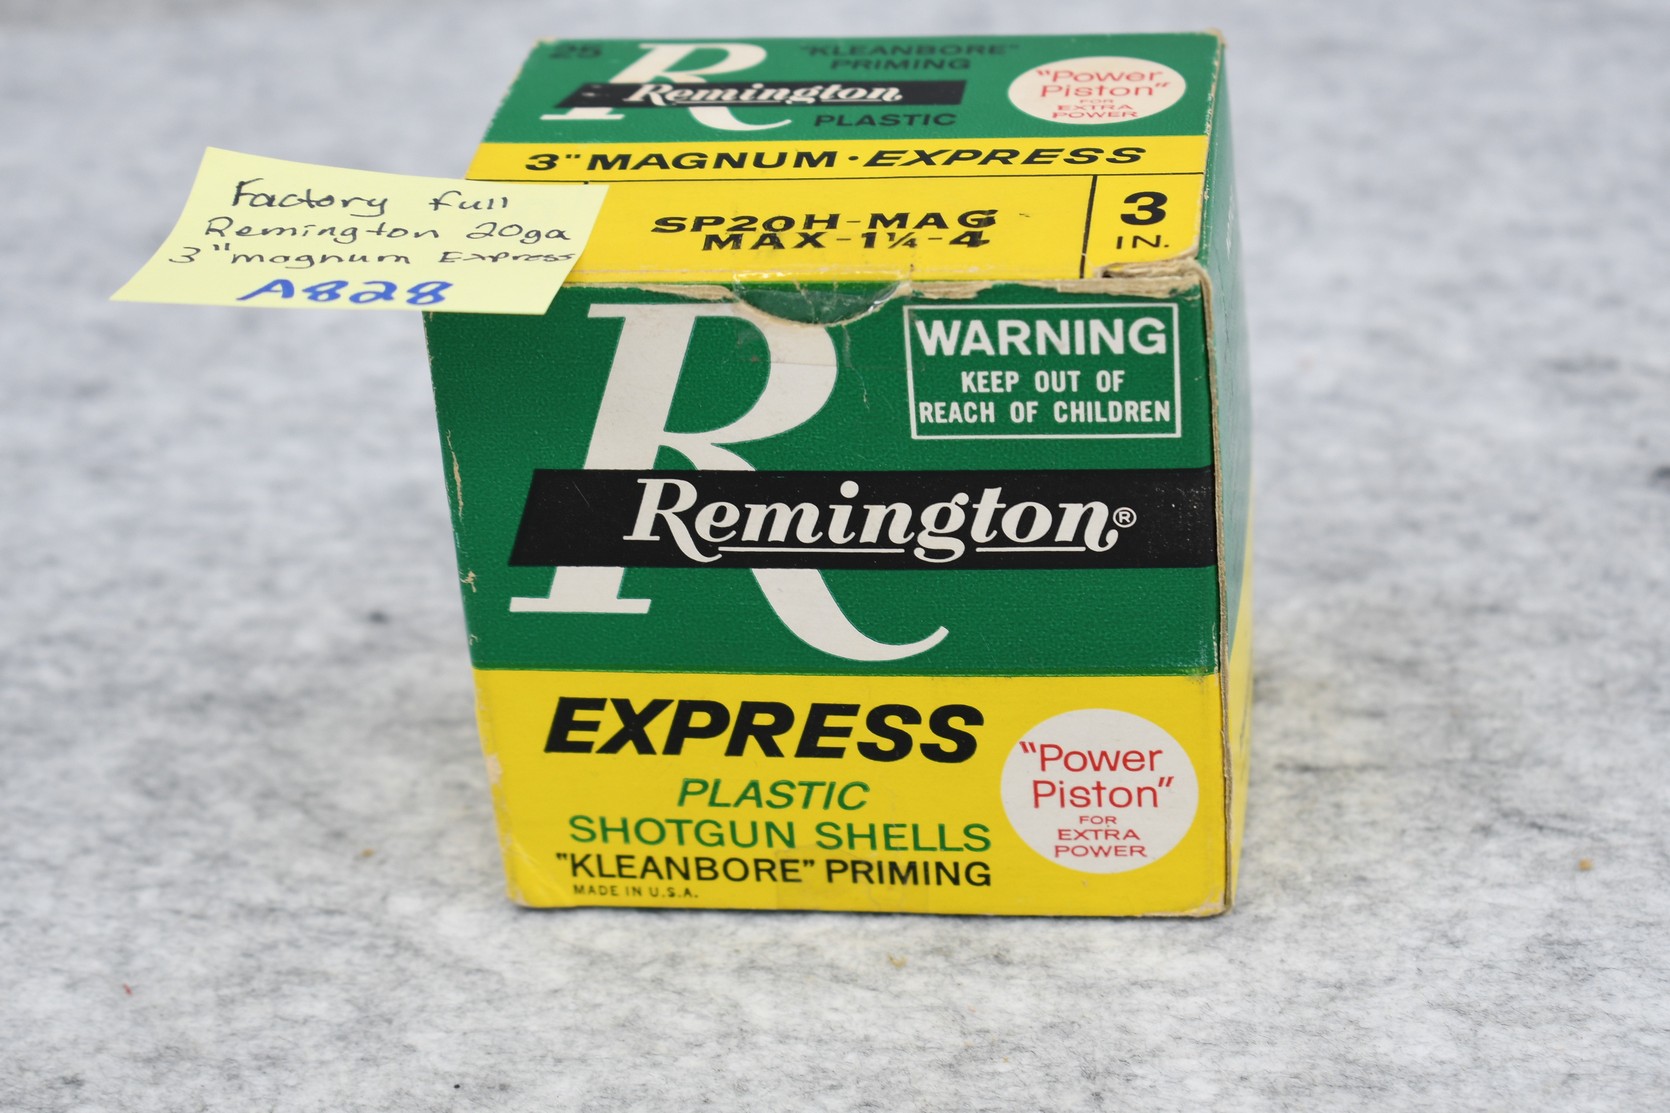 25
"KLEANBORE"
PRIMING
R
Remington
PLASTIC
"Power
Piston"
FOR
EXTRA
POWER
3" MAGNUM · EXPRESS
SP20H-MAG
MAX-1¼-4
3
IN.
Factory full
Remington 20ga
3" magnum Express
A828
WARNING
KEEP OUT OF
REACH OF CHILDREN
R
Remington®
EXPRESS
PLASTIC
SHOTGUN SHELLS
"KLEANBORE" PRIMING
MADE IN U.S.A.
"Power
Piston"
FOR
EXTRA
POWER